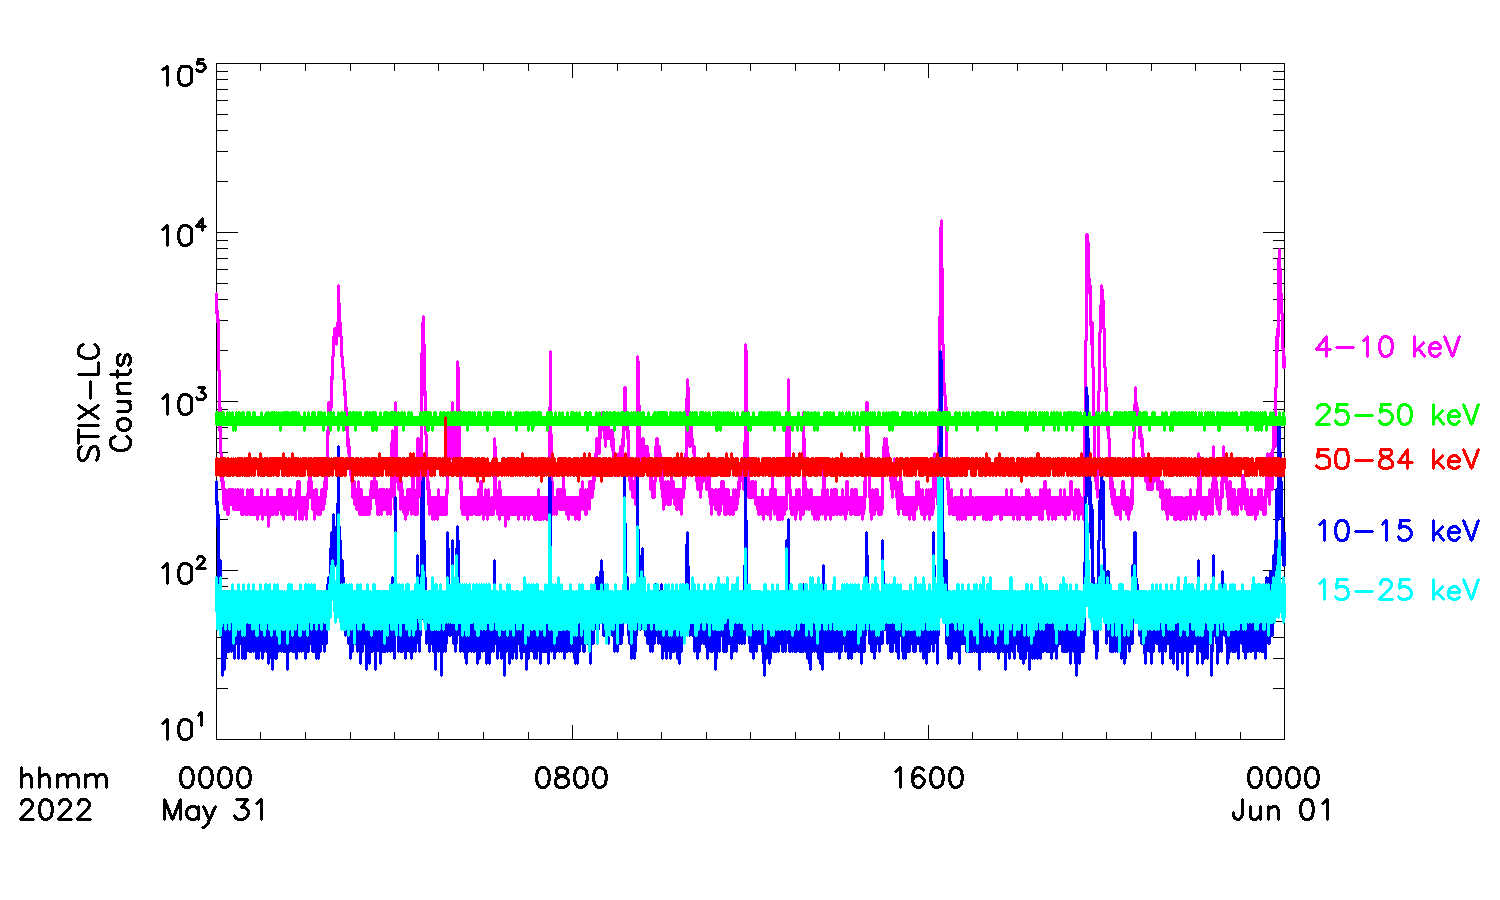 10^5
10^4
10^3
10^2
10^1
STIX-LC
Counts
4-10 keV
25-50 keV
50-84 keV
10-15 keV
15-25 keV
hhmm 0000 0800 1600 0000
2022 May 31 Jun 01